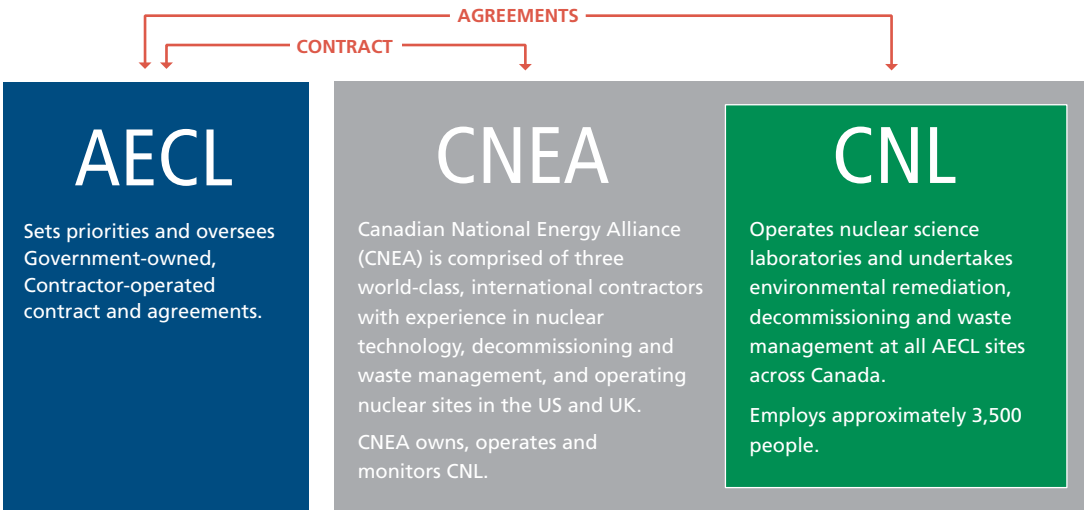 AGREEMENTS
CONTRACT
AECL
Sets priorities and oversees
Government-owned,
Contractor-operated
contract and agreements.
CNEA
Canadian National Energy Alliance
(CNEA) is comprised of three
world-class, international contractors
with experience in nuclear
technology, decommissioning and
waste management, and operating
nuclear sites in the US and UK.
CNEA owns, operates and
monitors CNL.
CNL
Operates nuclear science
laboratories and undertakes
environmental remediation,
decommissioning and waste
management at all AECL sites
across Canada.
Employs approximately 3,500
people.